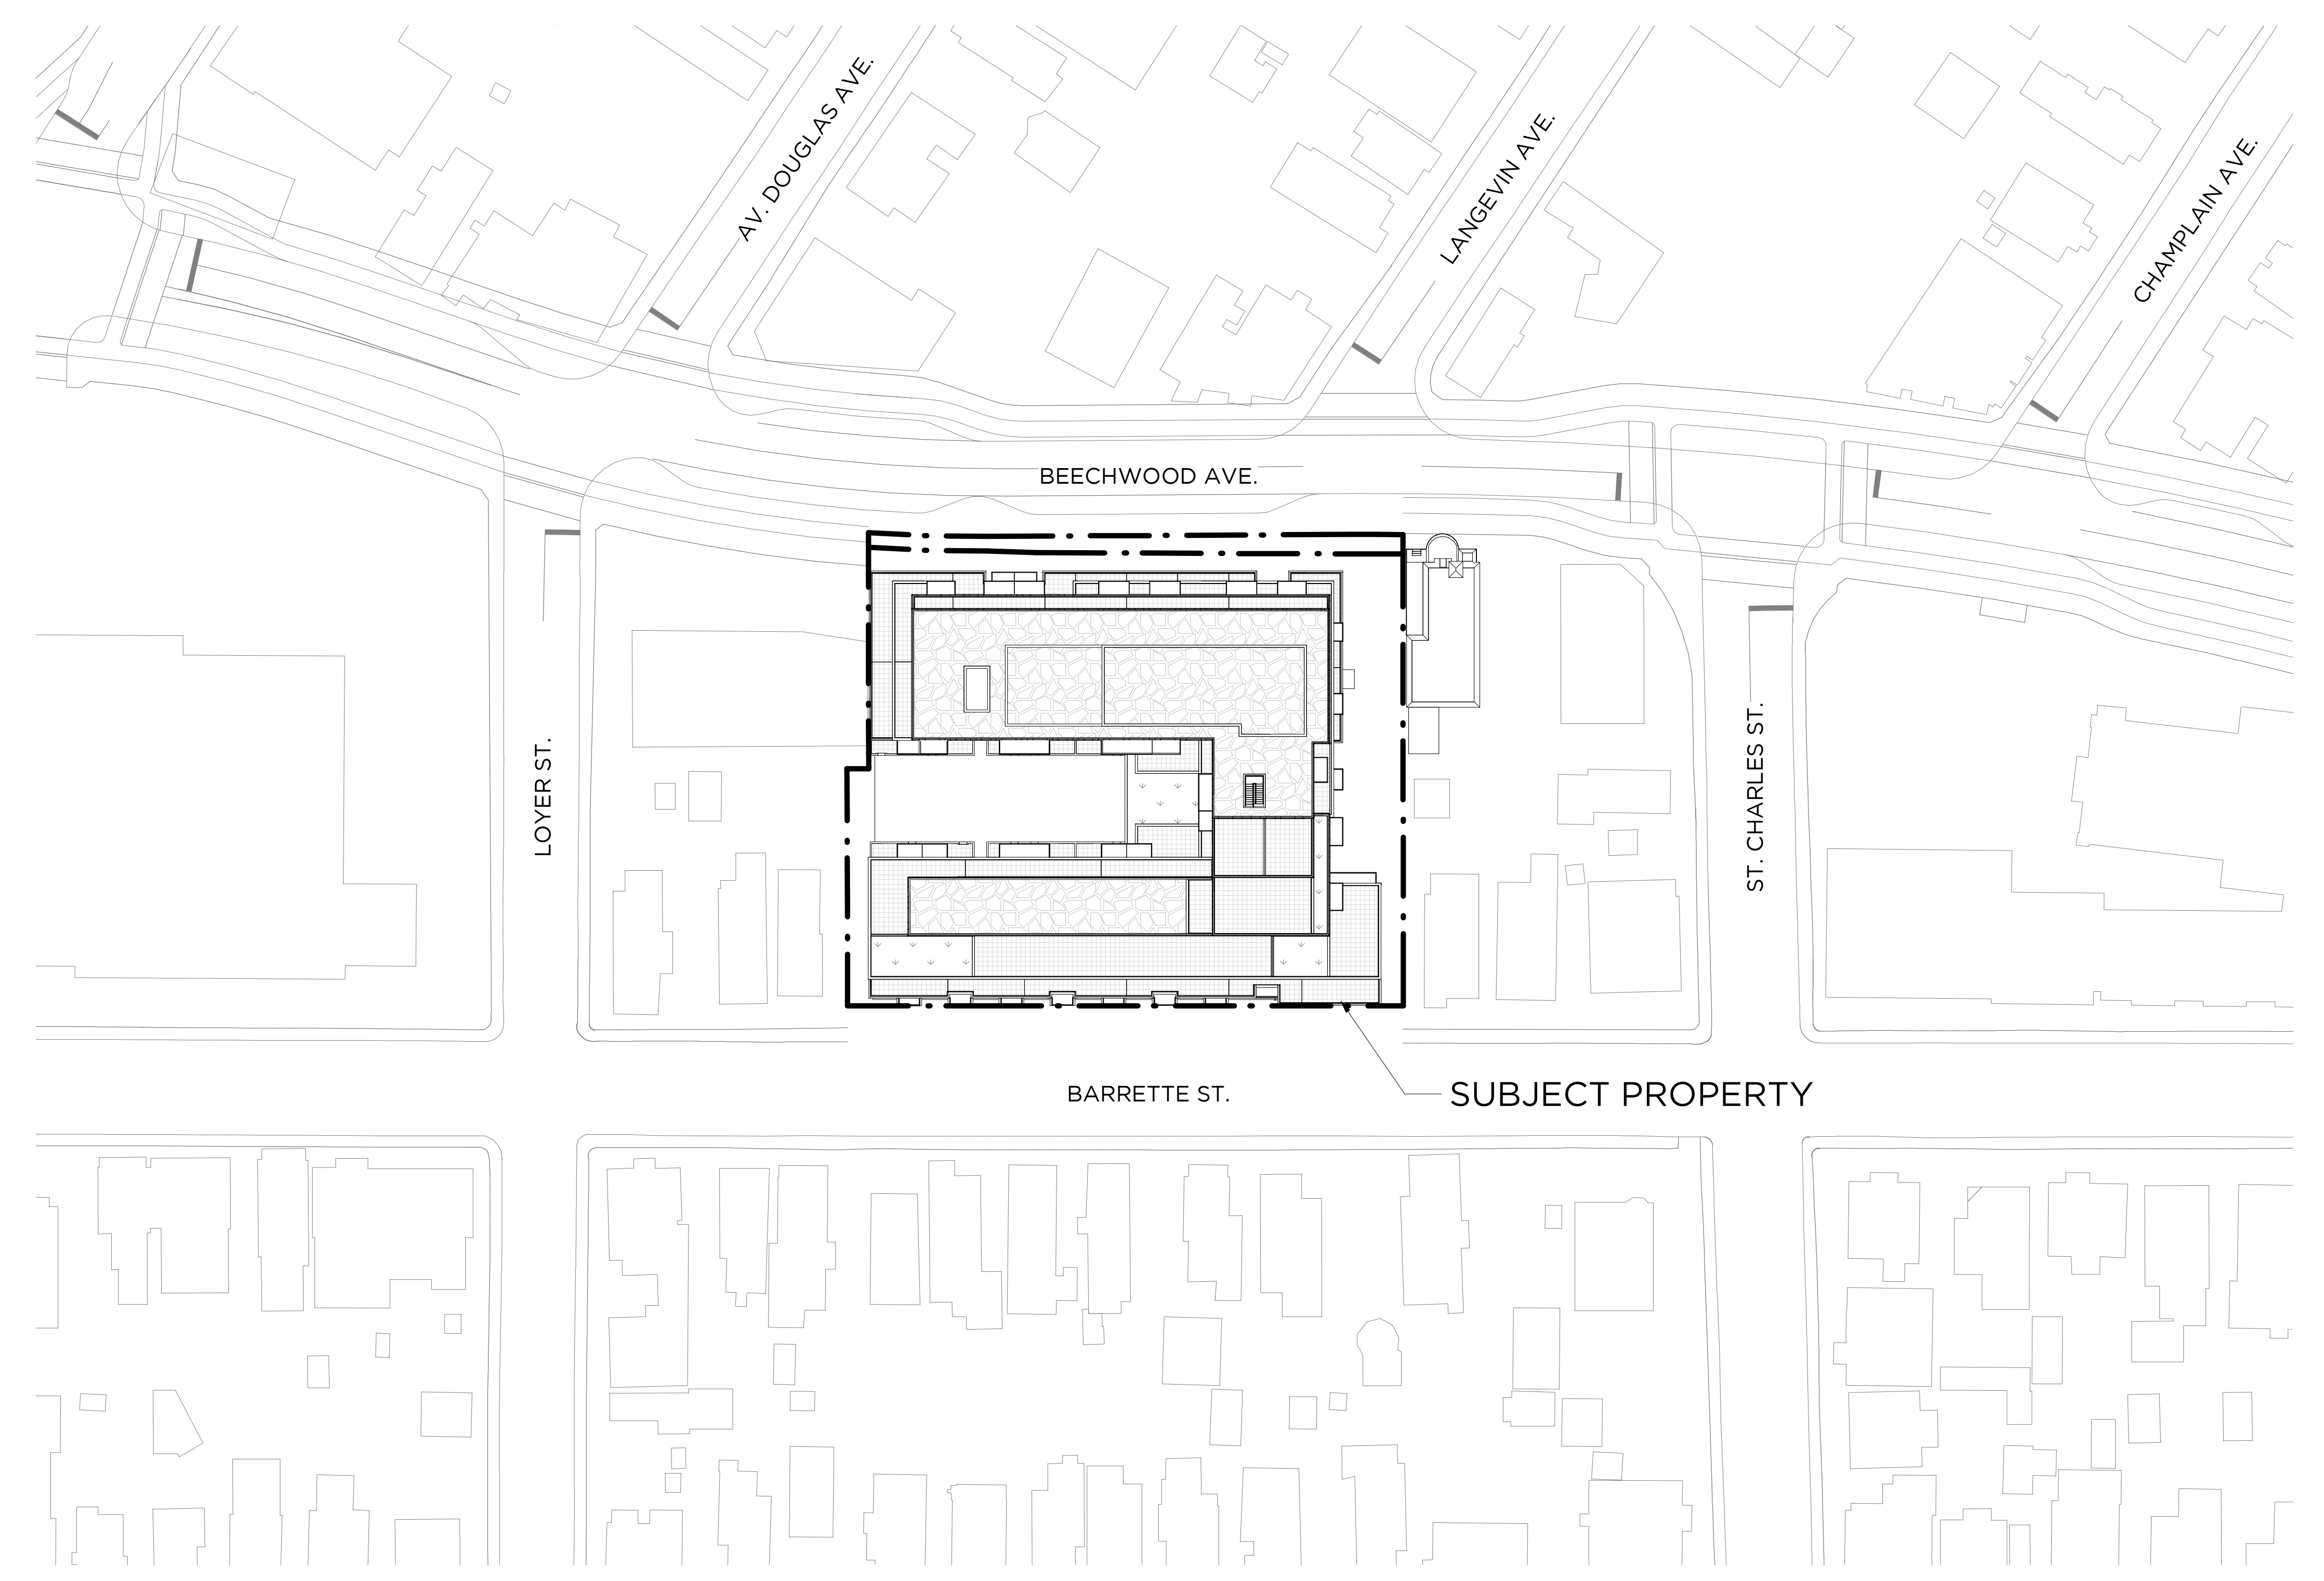 AV. DOUGLAS AVE.
LANGEVIN AVE.
CHAMPLAIN AVE.
BEECHWOOD AVE.
LOYER ST.
ST. CHARLES ST.
BARRETTE ST.
SUBJECT PROPERTY